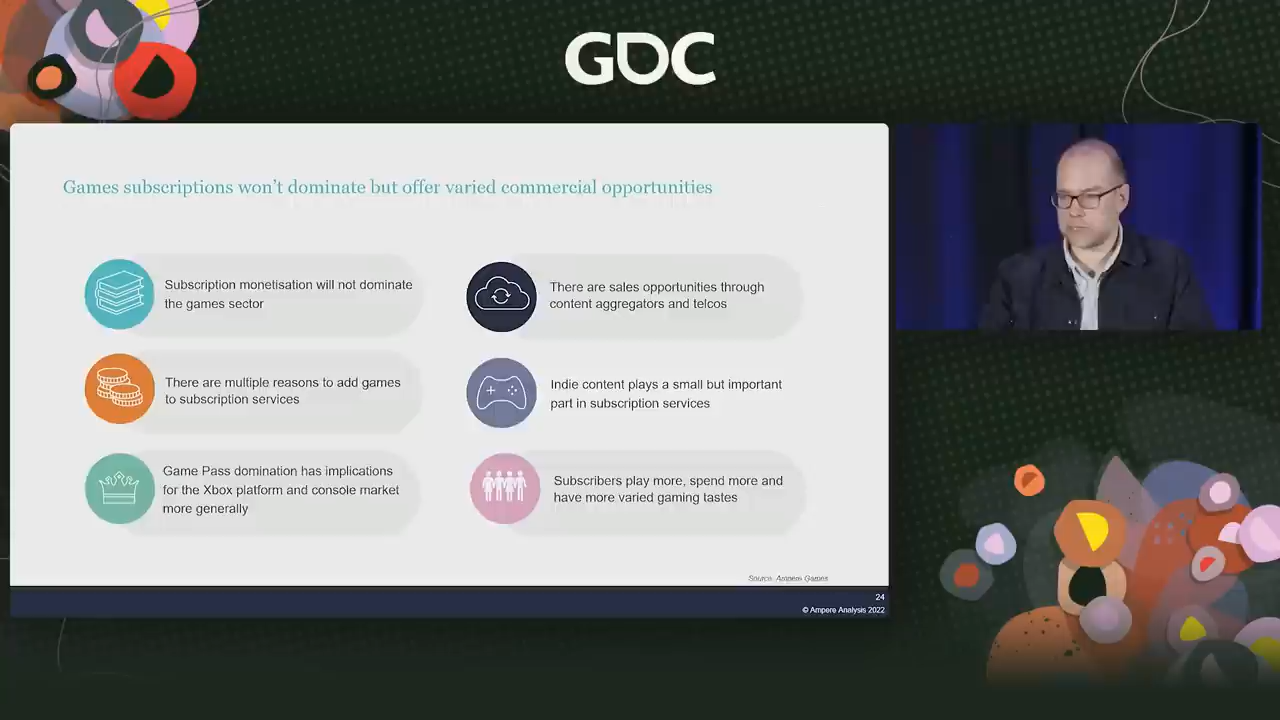 GDC
Games subscriptions won't dominate but offer varied commercial opportunities
Subscription monetisation will not dominate
the games sector
There are multiple reasons to add games
to subscription services
Game Pass domination has implications
for the Xbox platform and console market
more generally
There are sales opportunities through
content aggregators and telcos
Indie content plays a small but important
part in subscription services
Subscribers play more, spend more and
have more varied gaming tastes
Source: Ampere Games
24
© Ampere Analysis 2022